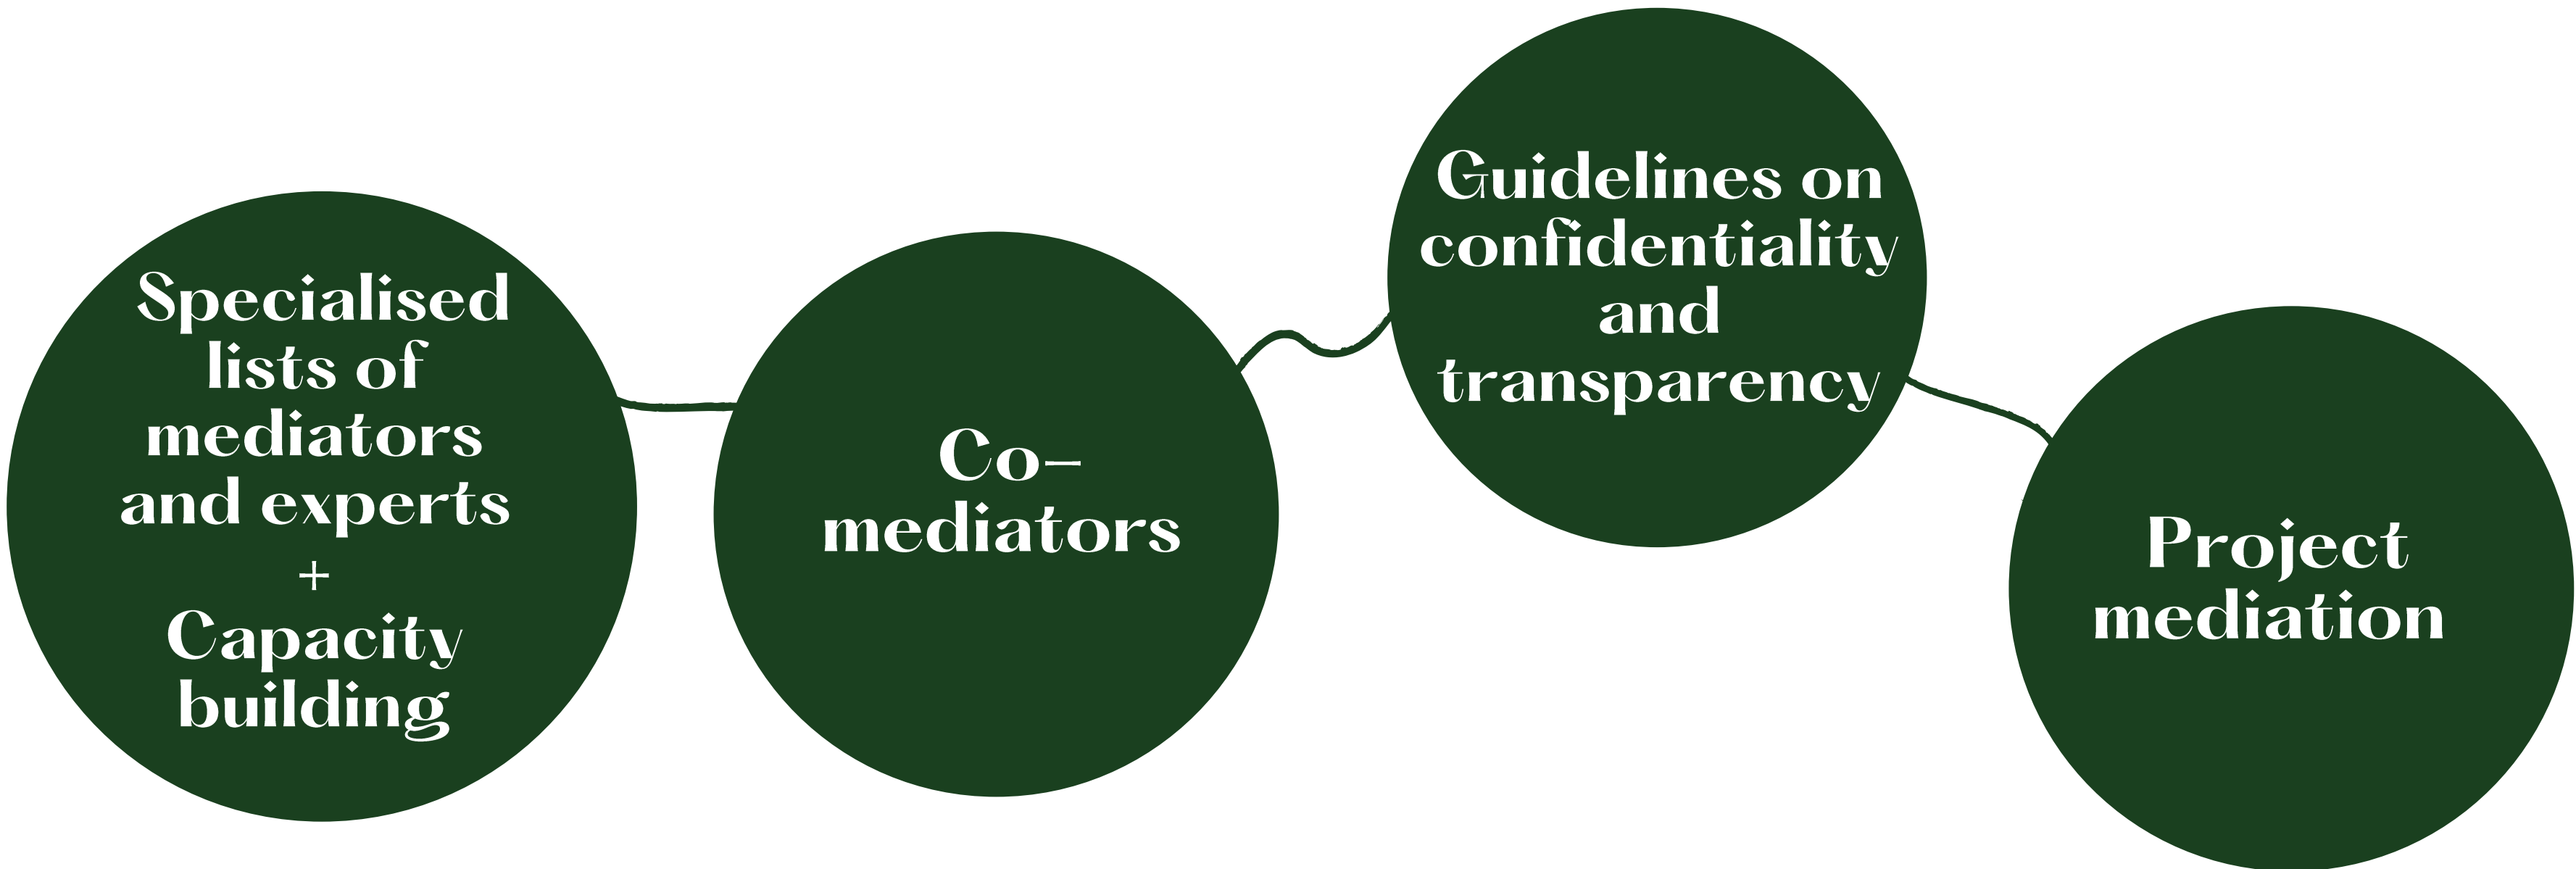 Specialised
lists of
mediators
and experts
+
Capacity
building
Co-
mediators
Guidelines on
confidentiality
and
transparency
Project
mediation